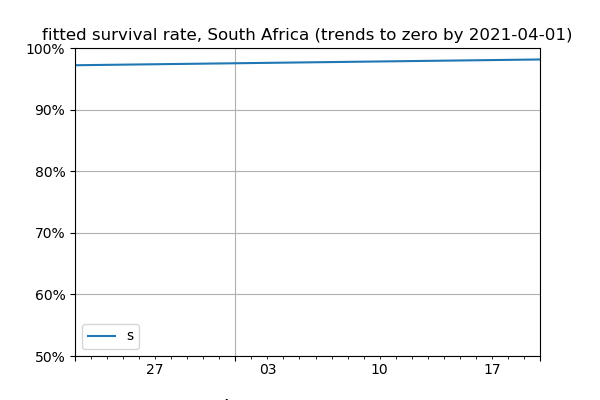 fitted survival rate, South Africa (trends to zero by 2021-04-01)
100%
90%
80%
70%
60%
50%
s
27 03 10 17